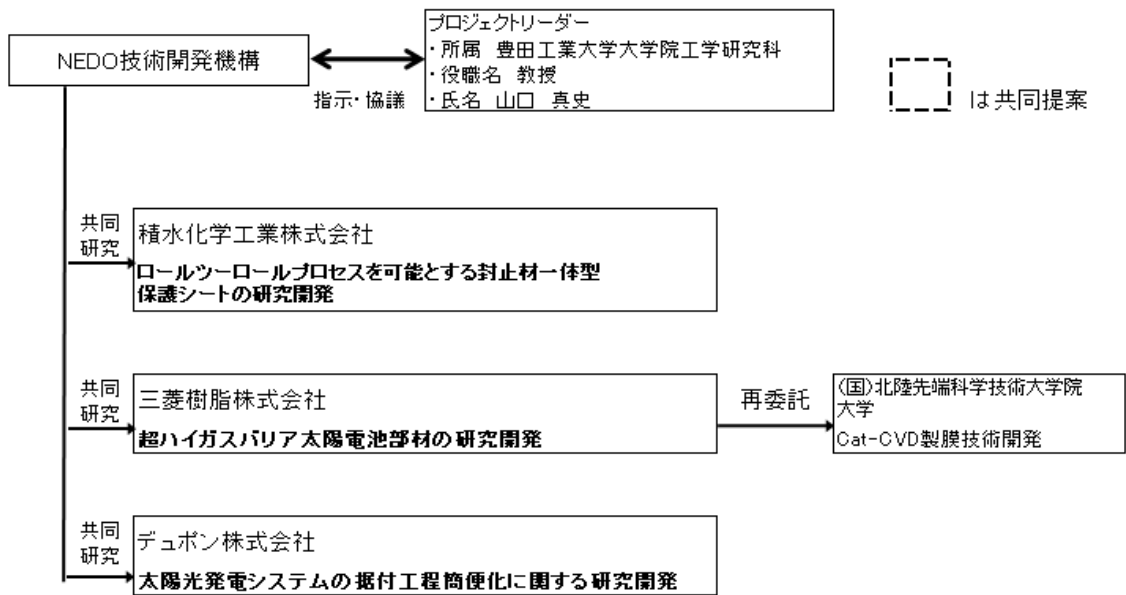 NEDO技術開発機構
指示・協議
プロジェクトリーダー
・所属 豊田工業大学大学院工学研究科
・役職名 教授
・氏名 山口 真史
は共同提案
共同
研究
積水化学工業株式会社
ロールツーロールプロセスを可能とする封止材一体型
保護シートの研究開発
共同
研究
三菱樹脂株式会社
超ハイガスバリア太陽電池部材の研究開発
再委託
(国)北陸先端科学技術大学院
大学
Cat-CVD製膜技術開発
共同
研究
デュポン株式会社
太陽光発電システムの据付工程簡便化に関する研究開発